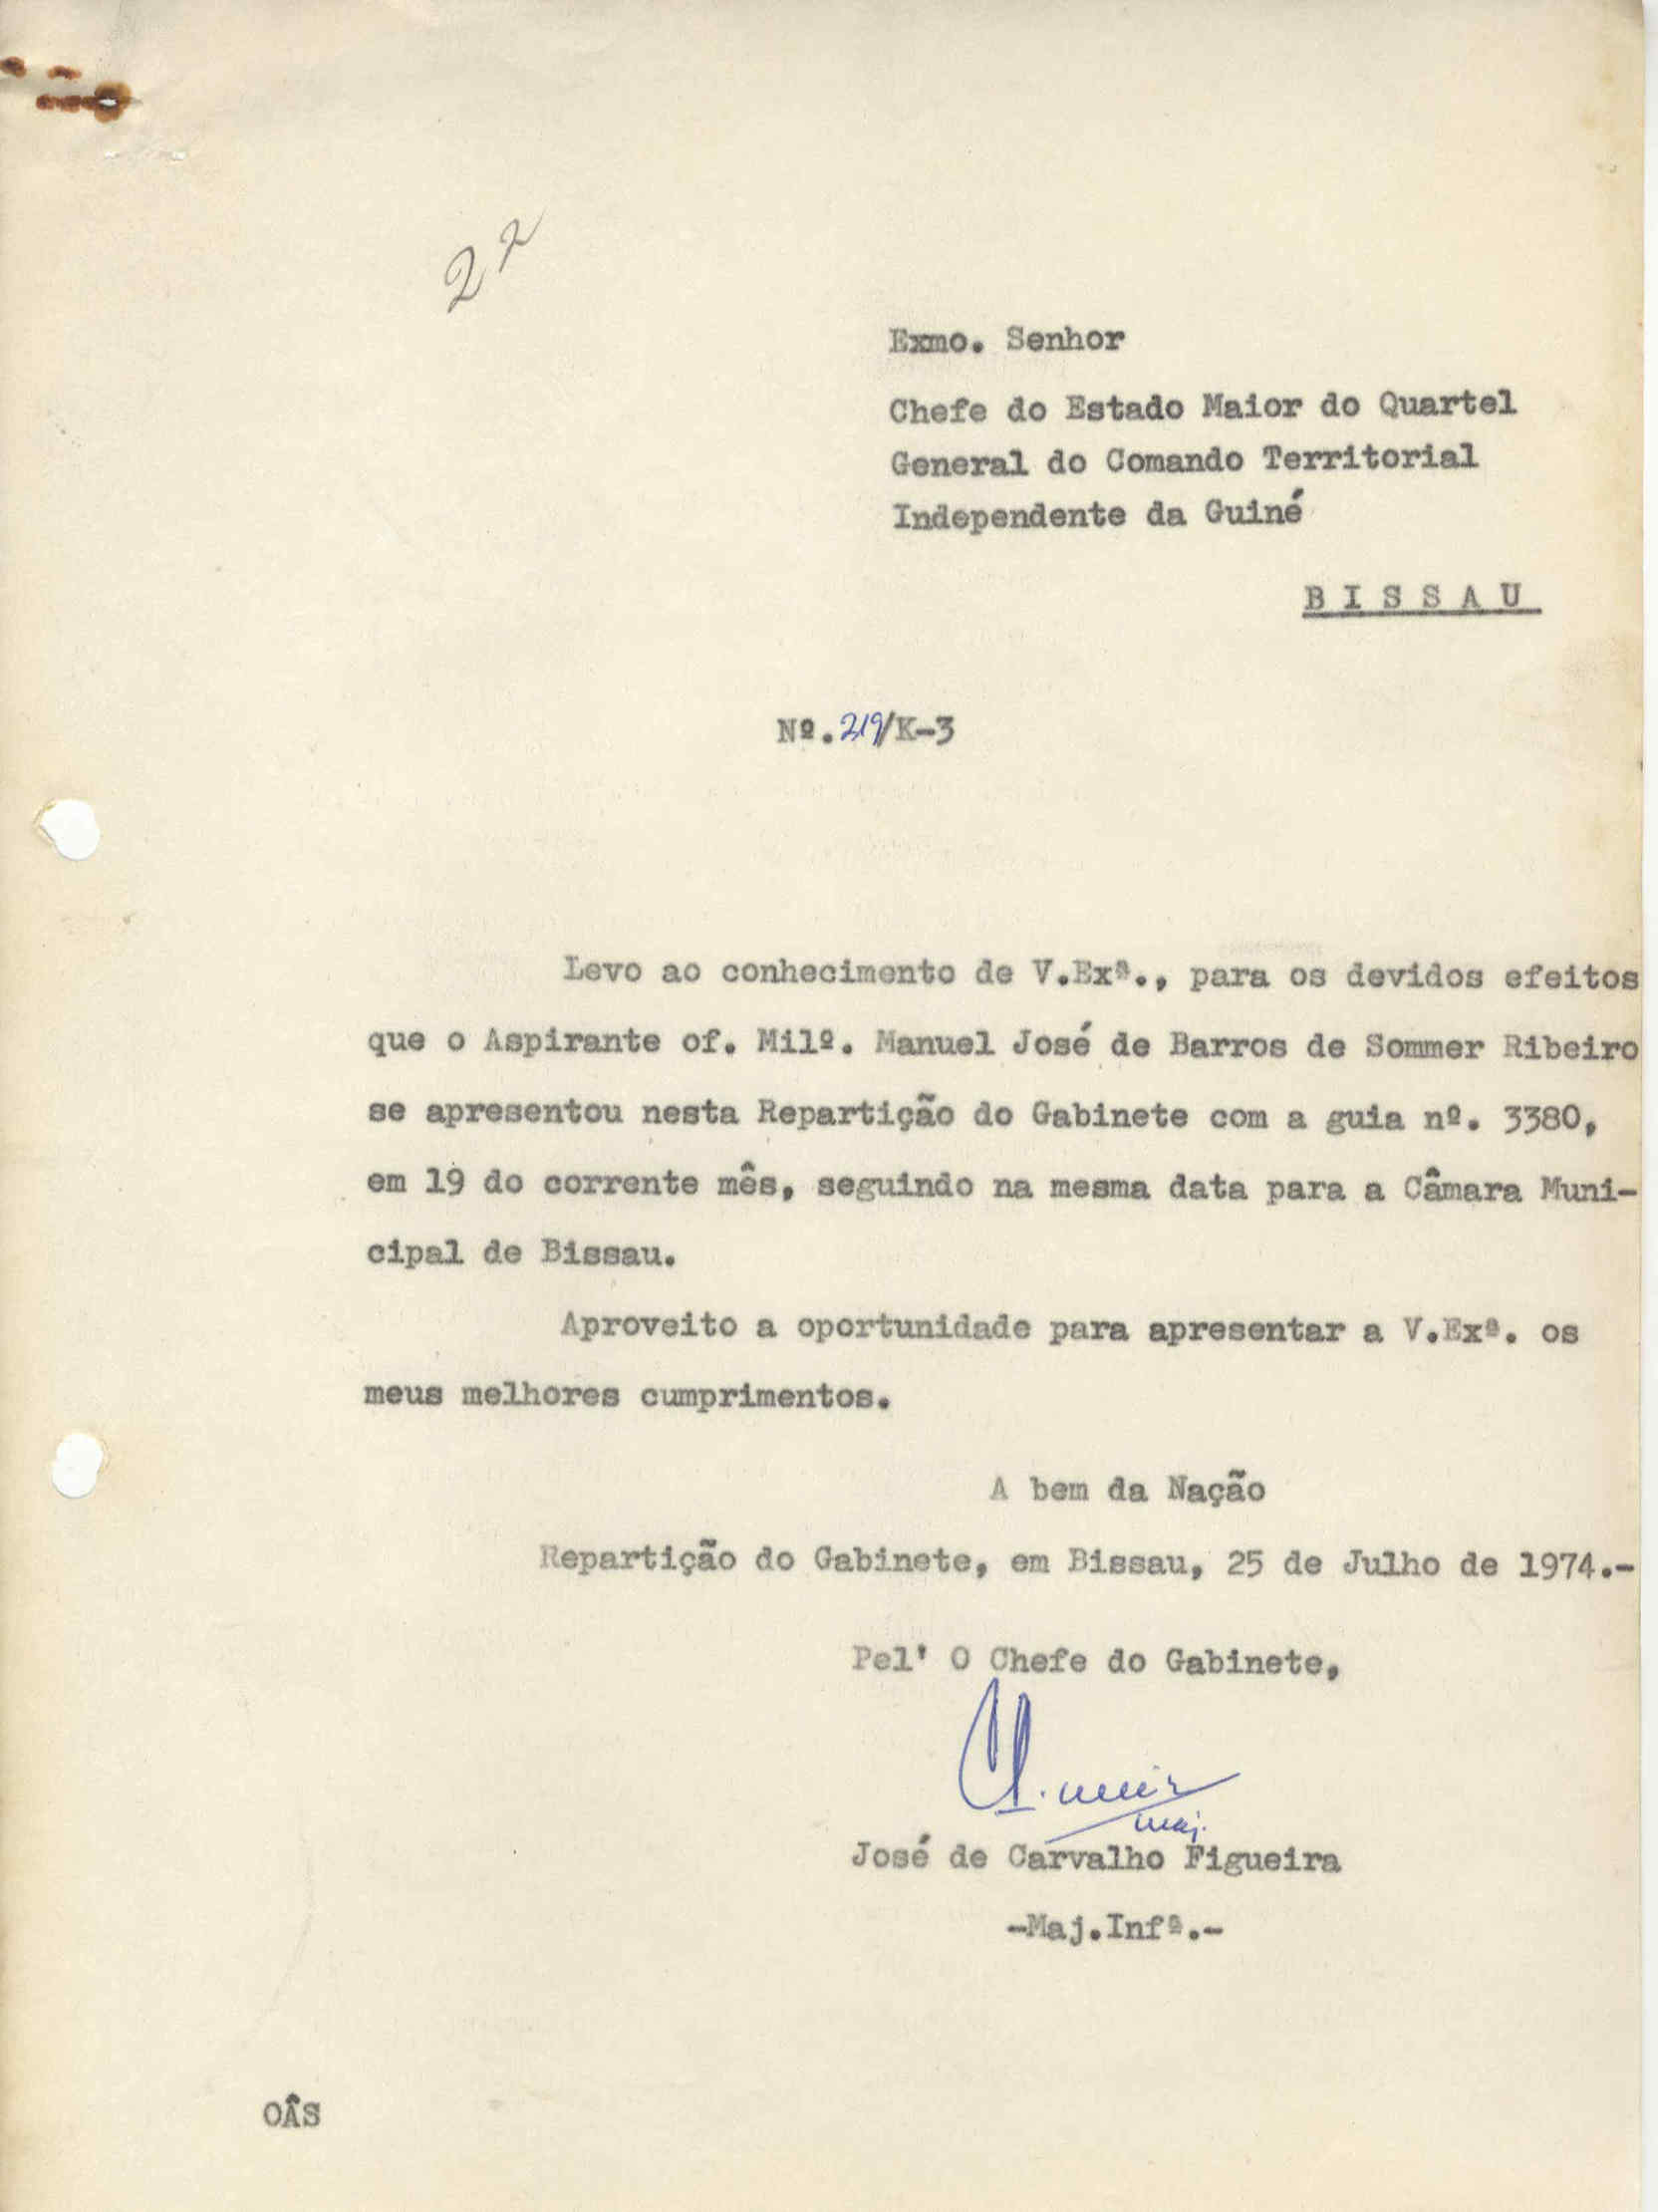 22
Exmo. Senhor
Chefe do Estado Maior do Quartel
General do Comando Territorial
Independente da Guiné
B I S S A U
Nº.219/K-3
Levo ao conhecimento de V.Exª., para os devidos efeitos
que o Aspirante of. Milº. Manuel José de Barros de Sommer Ribeiro
se apresentou nesta Repartição do Gabinete com a guia nº. 3380,
em 19 do corrente mês, seguindo na mesma data para a Câmara Muni-
cipal de Bissau.
Aproveito a oportunidade para apresentar a V.Exª. os
meus melhores cumprimentos.
A bem da Nação
Repartição do Gabinete, em Bissau, 25 de Julho de 1974.-
Pel' O Chefe do Gabinete,
maj.
José de Carvalho Figueira
-Maj.Infª.-
OÂS